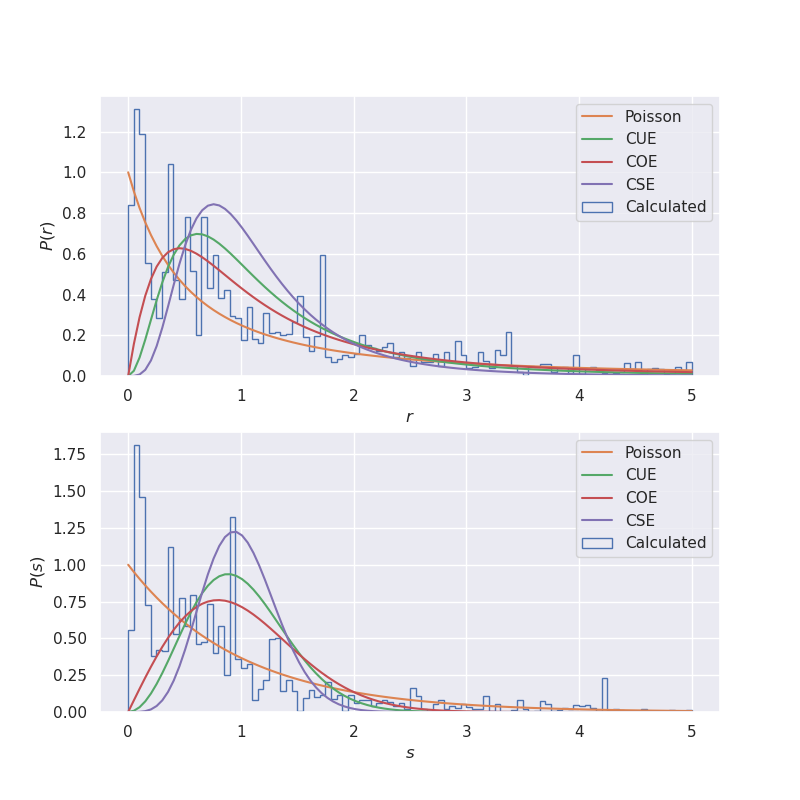 Poisson
CUE
COE
CSE
Calculated
1.2
1.0
0.8
0.6
0.4
0.2
0.0
P(r)
0 1 2 3 4 5
r
Poisson
CUE
COE
CSE
Calculated
1.75
1.50
1.25
1.00
0.75
0.50
0.25
0.00
P(s)
0 1 2 3 4 5
s